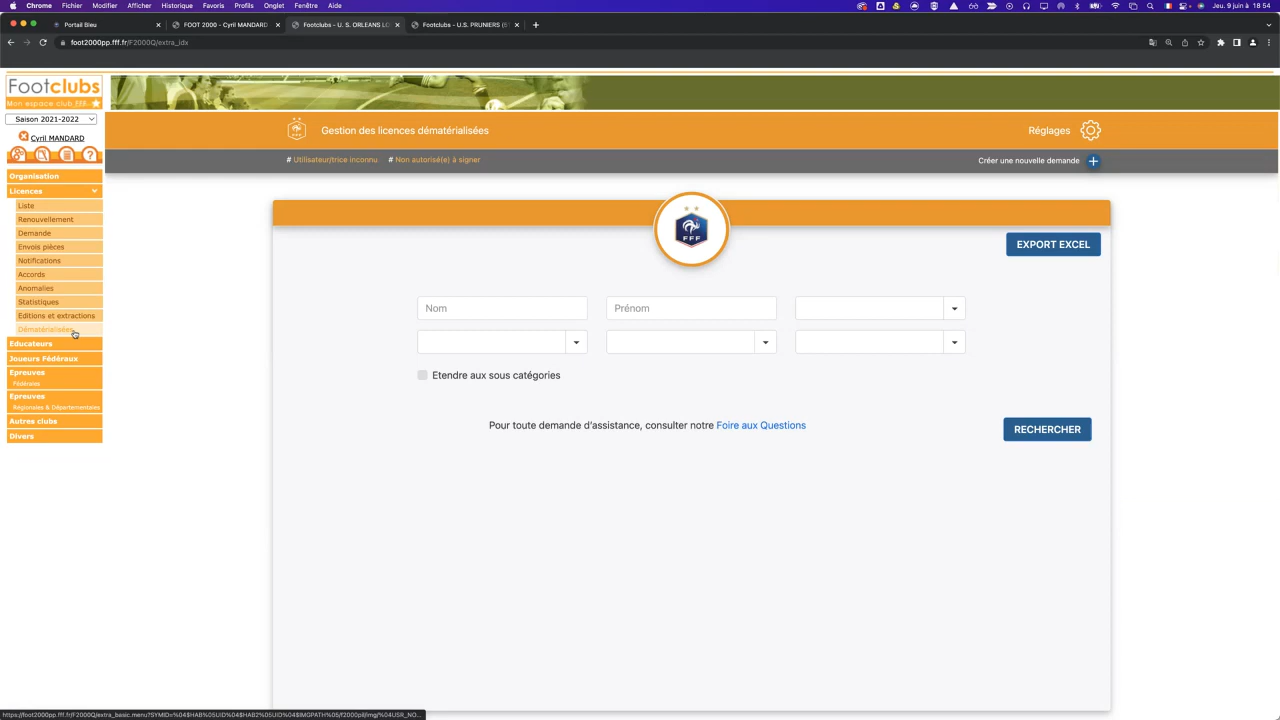 Chrome Fichier Modifier Afficher Historique Favoris Profils Onglet Fenêtre Aide
Jeu. 9 juin à 18:54
Portail Bleu
FOOT 2000 - Cyril MANDARD
Footclubs - U. S. ORLEANS LO
Footclubs - U.S. PRUNIERS (5
foot2000pp.fff.fr/F2000Q/extra_idx
Footclubs
Mon espace club FFF
Saison 2021-2022
Cyril MANDARD
Organisation
Licences
Liste
Renouvellement
Demande
Envois pièces
Notifications
Accords
Anomalies
Statistiques
Editions et extractions
Dématérialisées
Educateurs
Joueurs Fédéraux
Epreuves
Fédérales
Epreuves
Régionales & Départementales
Autres clubs
Divers
Gestion des licences dématérialisées
Réglages
# Utilisateur/trice inconnu # Non autorisé(e) à signer
Créer une nouvelle demande
FFF
EXPORT EXCEL
Nom
Prénom
Etendre aux sous catégories
Pour toute demande d'assistance, consulter notre Foire aux Questions
RECHERCHER